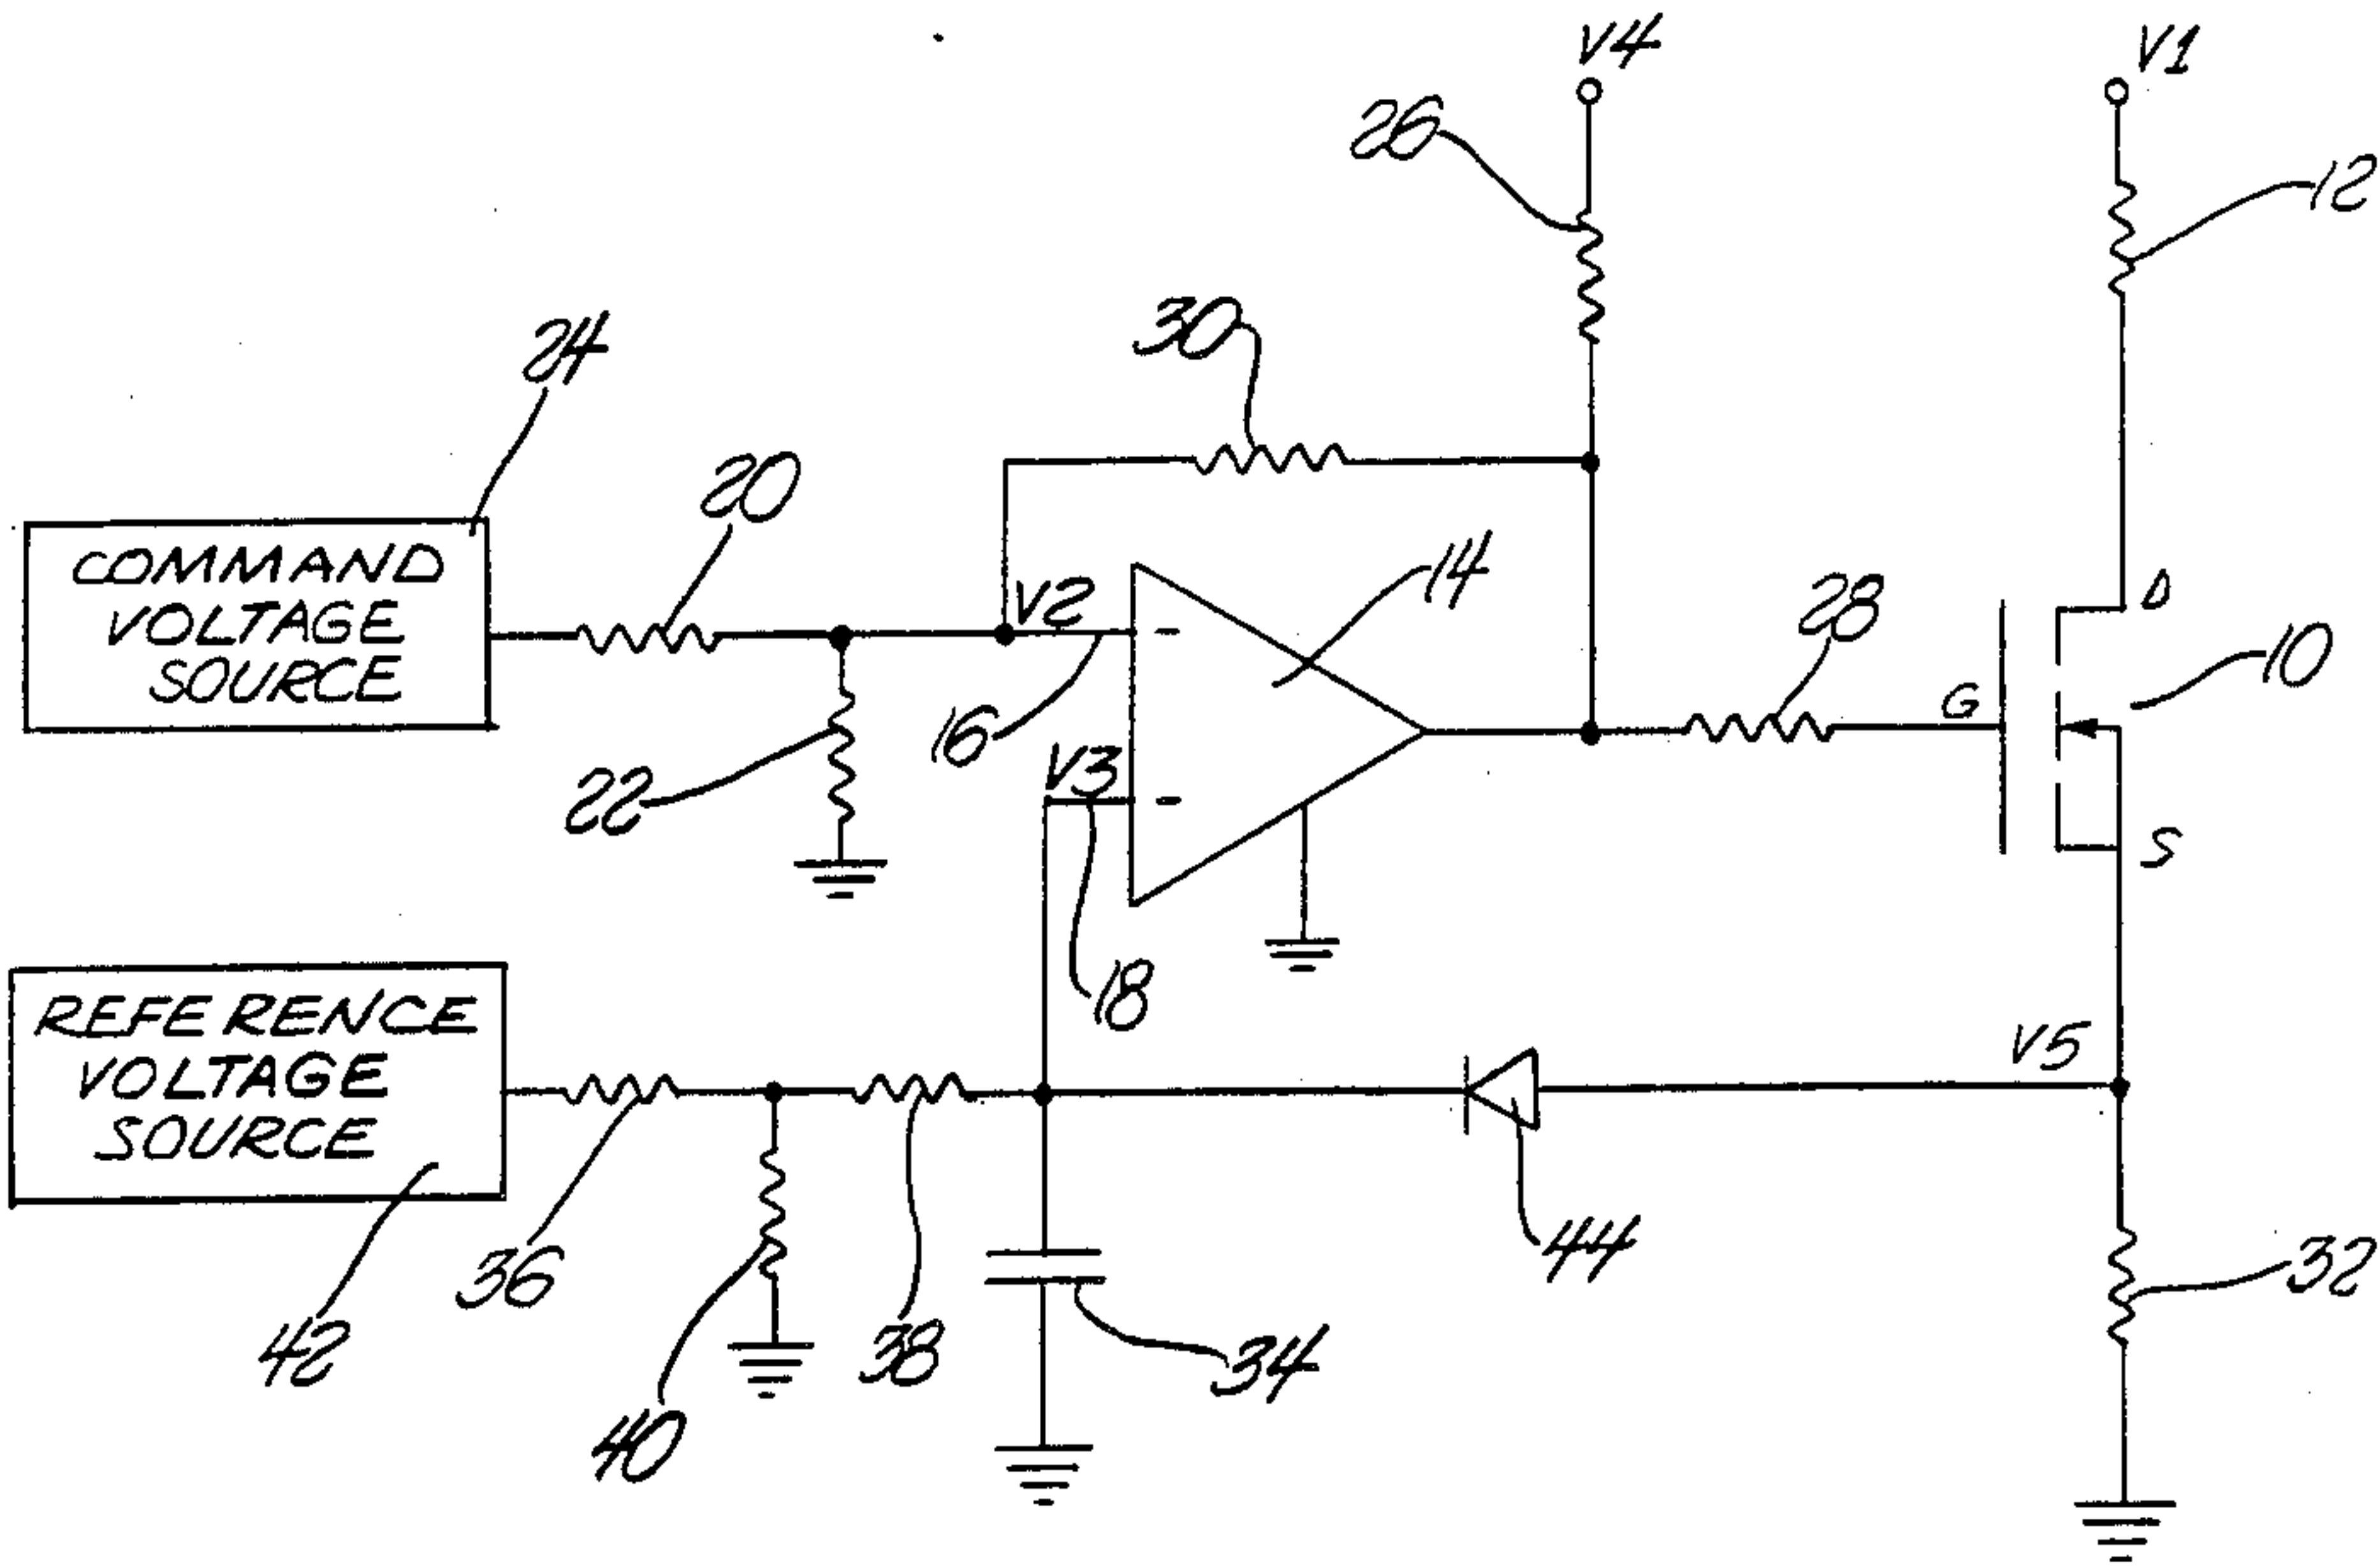 V4
V1
26
12
30
24
20
COMMAND
VOLTAGE
SOURCE
V2
-
14
28
D
10
G
16
22
V3
-
S
18
REFERENCE
VOLTAGE
SOURCE
V5
36
44
32
42
40
38
34